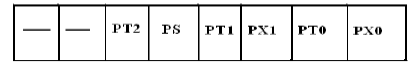 — — PT2 PS PT1 PX1 PT0 PX0